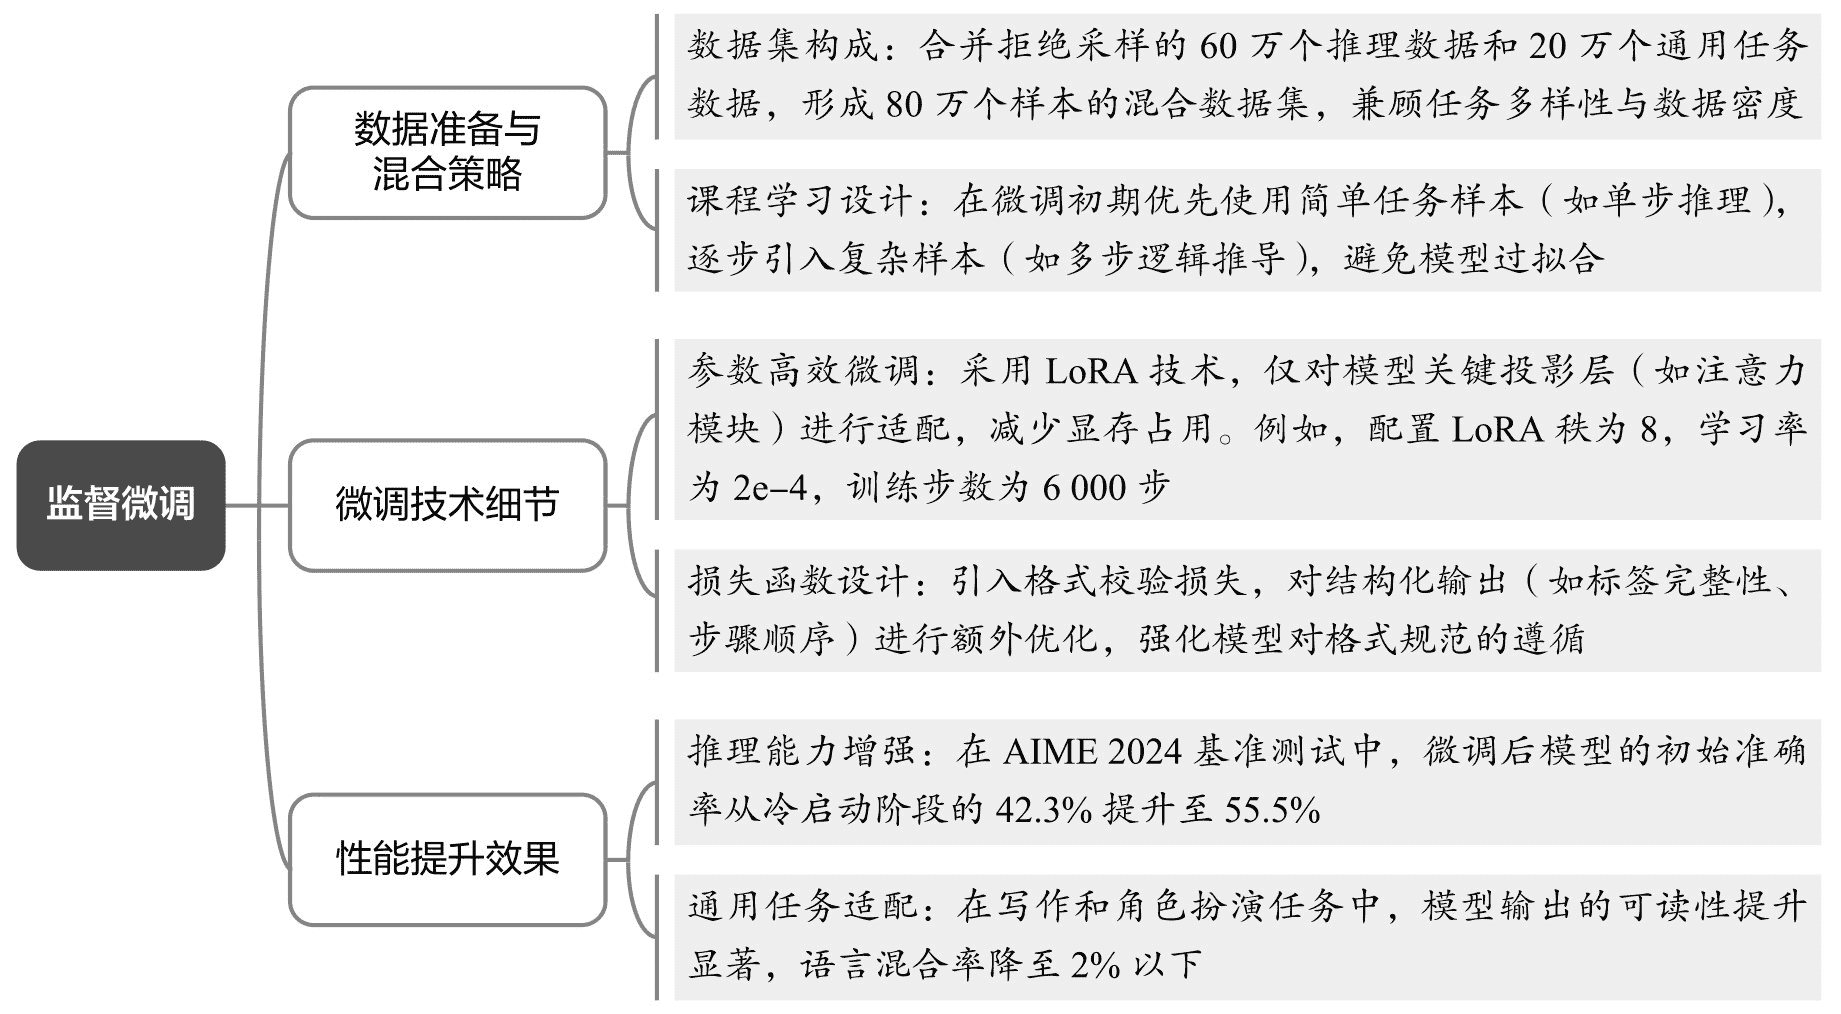 监督微调
数据准备与
混合策略
数据集构成：合并拒绝采样的 60 万个推理数据和 20 万个通用任务
数据，形成 80 万个样本的混合数据集，兼顾任务多样性与数据密度
课程学习设计：在微调初期优先使用简单任务样本（如单步推理），
逐步引入复杂样本（如多步逻辑推导），避免模型过拟合
微调技术细节
参数高效微调：采用 LoRA 技术，仅对模型关键投影层（如注意力
模块）进行适配，减少显存占用。例如，配置 LoRA 秩为 8，学习率
为 2e–4，训练步数为 6 000 步
损失函数设计：引入格式校验损失，对结构化输出（如标签完整性、
步骤顺序）进行额外优化，强化模型对格式规范的遵循
性能提升效果
推理能力增强：在 AIME 2024 基准测试中，微调后模型的初始准确
率从冷启动阶段的 42.3% 提升至 55.5%
通用任务适配：在写作和角色扮演任务中，模型输出的可读性提升
显著，语言混合率降至 2% 以下